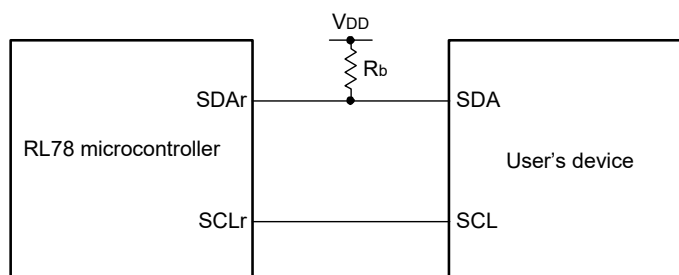 VDD
Rb
SDAr
SDA
RL78 microcontroller
User’s device
SCLr
SCL